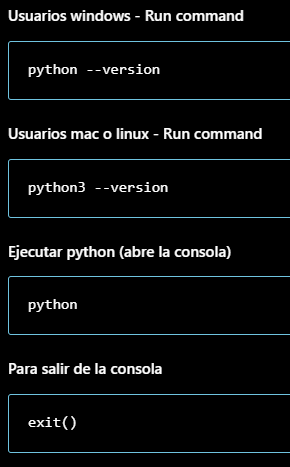 Usuarios windows - Run command
python --version
Usuarios mac o linux - Run command
python3 --version
Ejecutar python (abre la consola)
python
Para salir de la consola
exit()